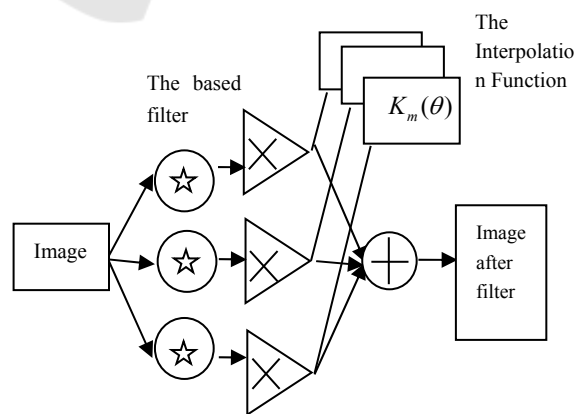 The
Interpolatio
n Function
The based
filter
K_m(θ)
Image
Image
after
filter